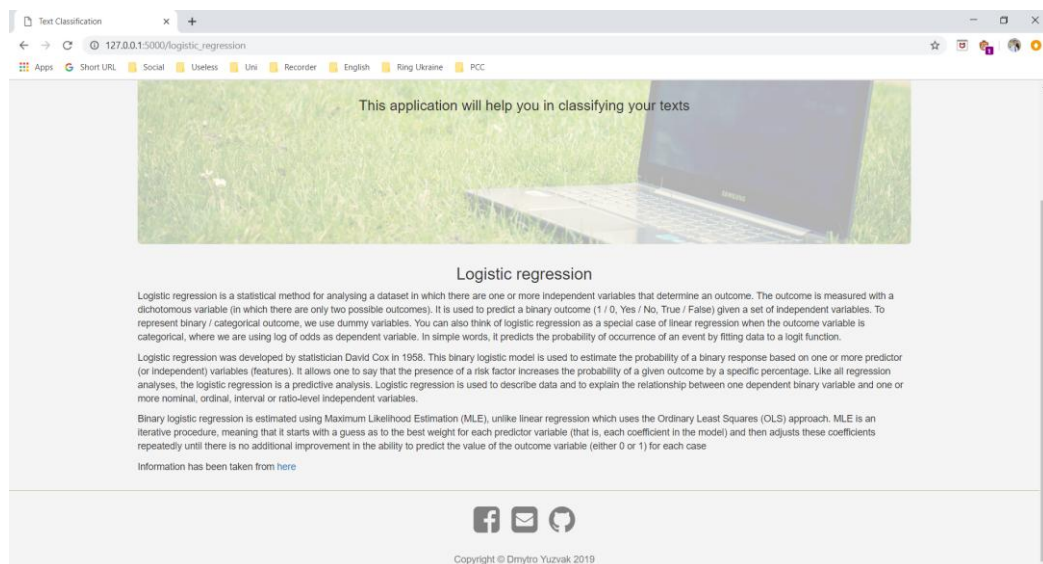 Text Classification
127.0.0.1:5000/logistic_regression
Apps Short URL Social Useless Uni Recorder English Ring Ukraine PCC
This application will help you in classifying your texts
SAMSUNG
Logistic regression
Logistic regression is a statistical method for analysing a dataset in which there are one or more independent variables that determine an outcome. The outcome is measured with a
dichotomous variable (in which there are only two possible outcomes). It is used to predict a binary outcome (1 / 0, Yes / No, True / False) given a set of independent variables. To
represent binary / categorical outcome, we use dummy variables. You can also think of logistic regression as a special case of linear regression when the outcome variable is
categorical, where we are using log of odds as dependent variable. In simple words, it predicts the probability of occurrence of an event by fitting data to a logit function.
Logistic regression was developed by statistician David Cox in 1958. This binary logistic model is used to estimate the probability of a binary response based on one or more predictor
(or independent) variables (features). It allows one to say that the presence of a risk factor increases the probability of a given outcome by a specific percentage. Like all regression
analyses, the logistic regression is a predictive analysis. Logistic regression is used to describe data and to explain the relationship between one dependent binary variable and one or
more nominal, ordinal, interval or ratio-level independent variables.
Binary logistic regression is estimated using Maximum Likelihood Estimation (MLE), unlike linear regression which uses the Ordinary Least Squares (OLS) approach. MLE is an
iterative procedure, meaning that it starts with a guess as to the best weight for each predictor variable (that is, each coefficient in the model) and then adjusts these coefficients
repeatedly until there is no additional improvement in the ability to predict the value of the outcome variable (either 0 or 1) for each case
Information has been taken from here
Copyright © Dmytro Yuzvak 2019